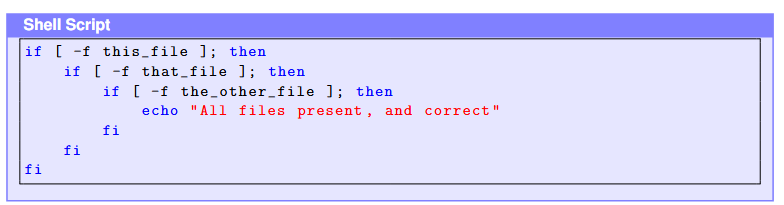 Shell Script
if [ -f this_file ]; then
    if [ -f that_file ]; then
        if [ -f the_other_file ]; then
            echo "All files present, and correct"
        fi
    fi
fi